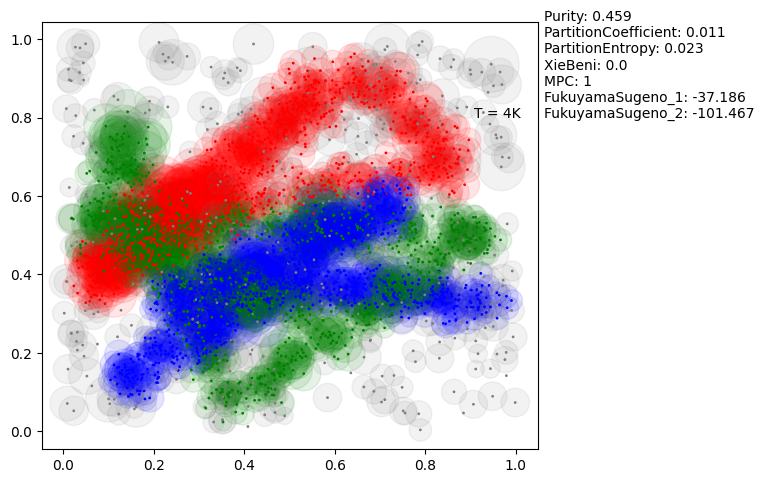 Purity: 0.459
PartitionCoefficient: 0.011
PartitionEntropy: 0.023
XieBeni: 0.0
MPC: 1
FukuyamaSugeno_1: -37.186
FukuyamaSugeno_2: -101.467
T = 4K
1.0
0.8
0.6
0.4
0.2
0.0
0.0 0.2 0.4 0.6 0.8 1.0